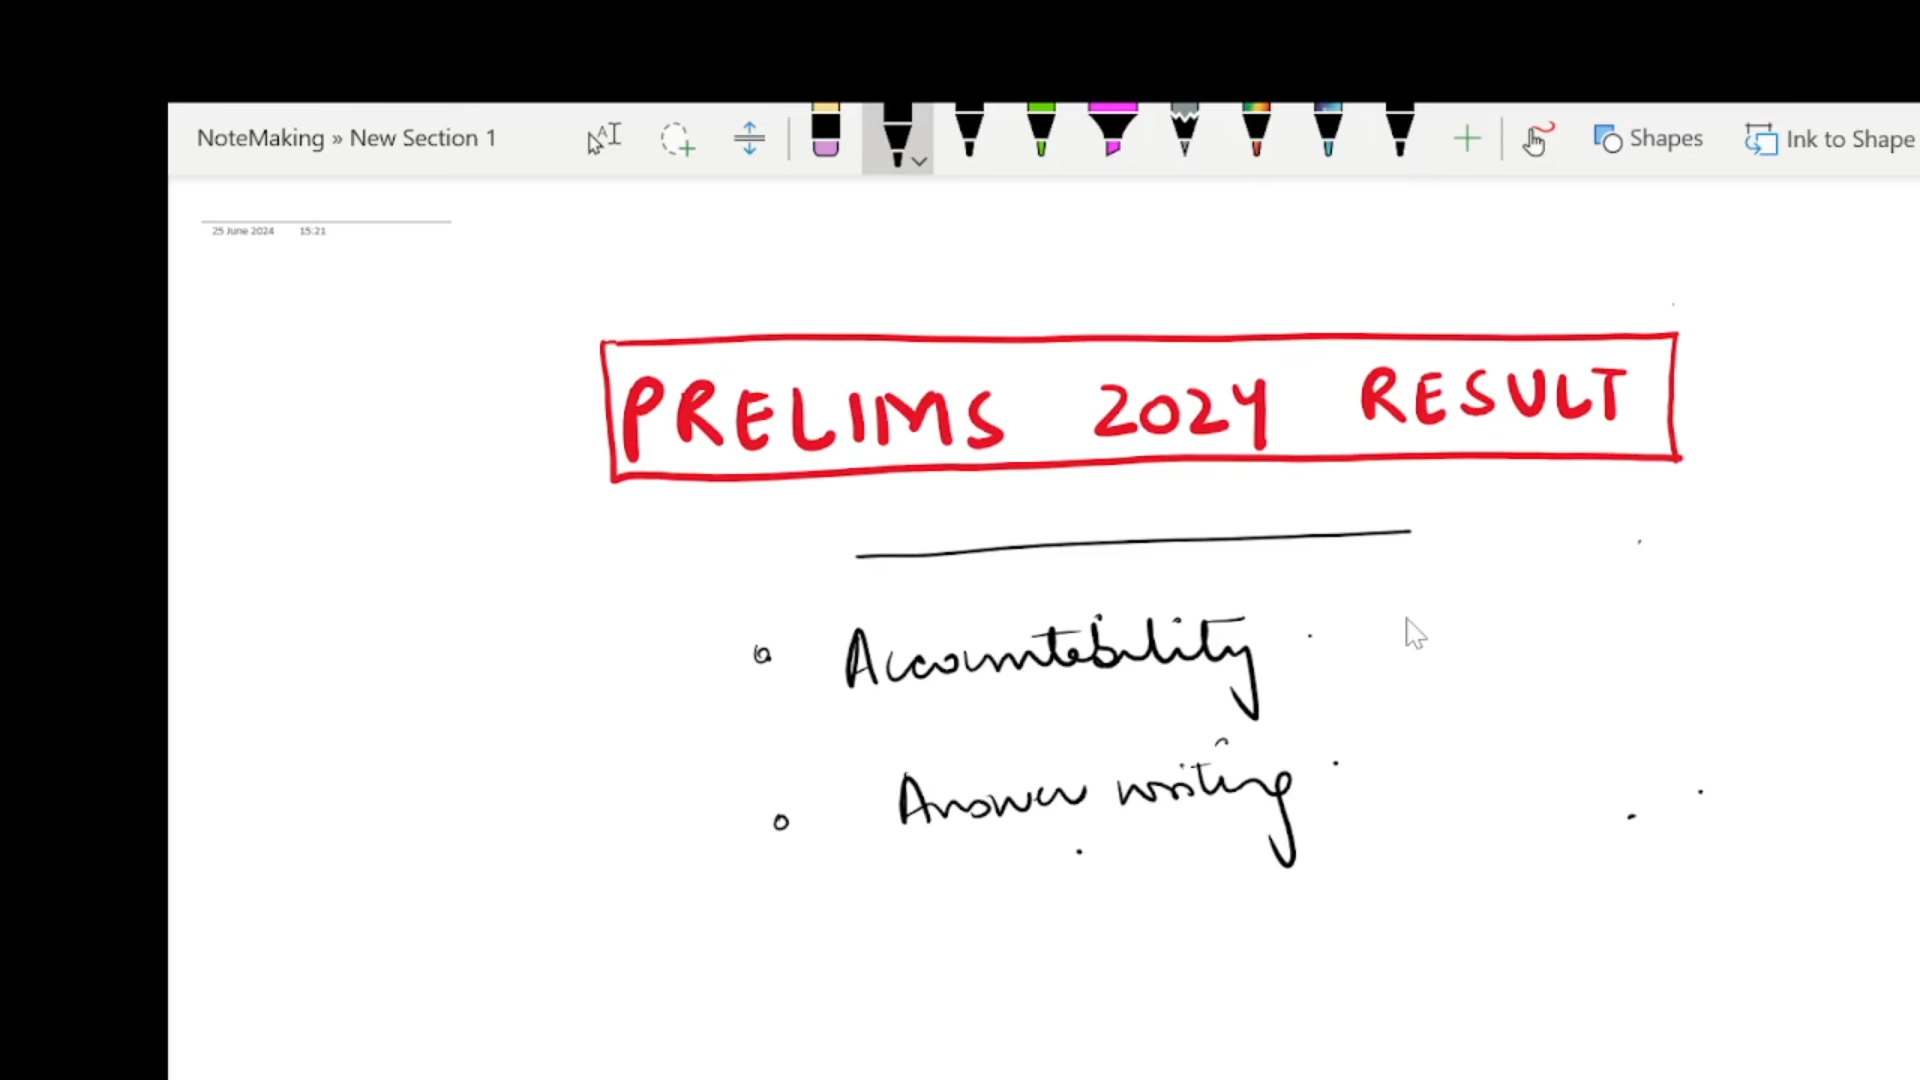 NoteMaking » New Section 1
Shapes
Ink to Shape
25 June 2024 15:21
PRELIMS 2024 RESULT
Accountability
Answer writing